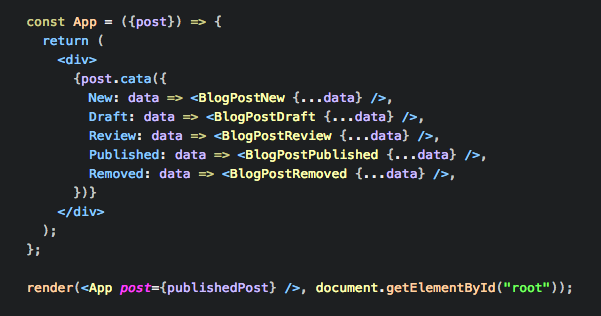 const App = ({post}) => {
  return (
    <div>
      {post.cata({
        New: data => <BlogPostNew {...data} />,
        Draft: data => <BlogPostDraft {...data} />,
        Review: data => <BlogPostReview {...data} />,
        Published: data => <BlogPostPublished {...data} />,
        Removed: data => <BlogPostRemoved {...data} />,
      })}
    </div>
  );
};

render(<App post={publishedPost} />, document.getElementById("root"));